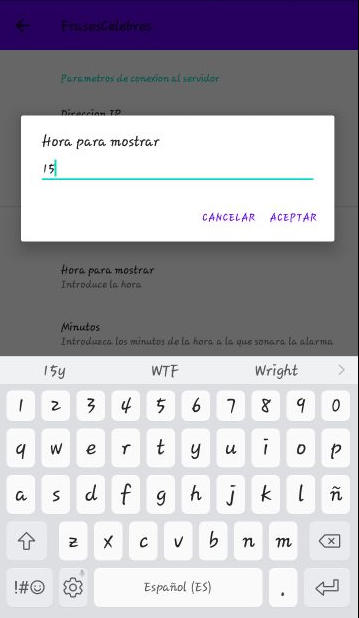 FrasesCelebres
Parametros de conexion al servidor
Direccion IP
Hora para mostrar
15
CANCELAR ACEPTAR
Hora para mostrar
Introduce la hora
Minutos
Introduzca los minutos de la hora a la que sonara la alarma
15y WTF Wright
1 2 3 4 5 6 7 8 9 0
q w e r t y u i o p
a s d f g h j k l ñ
z x c v b n m
!#☺ Español (ES) .